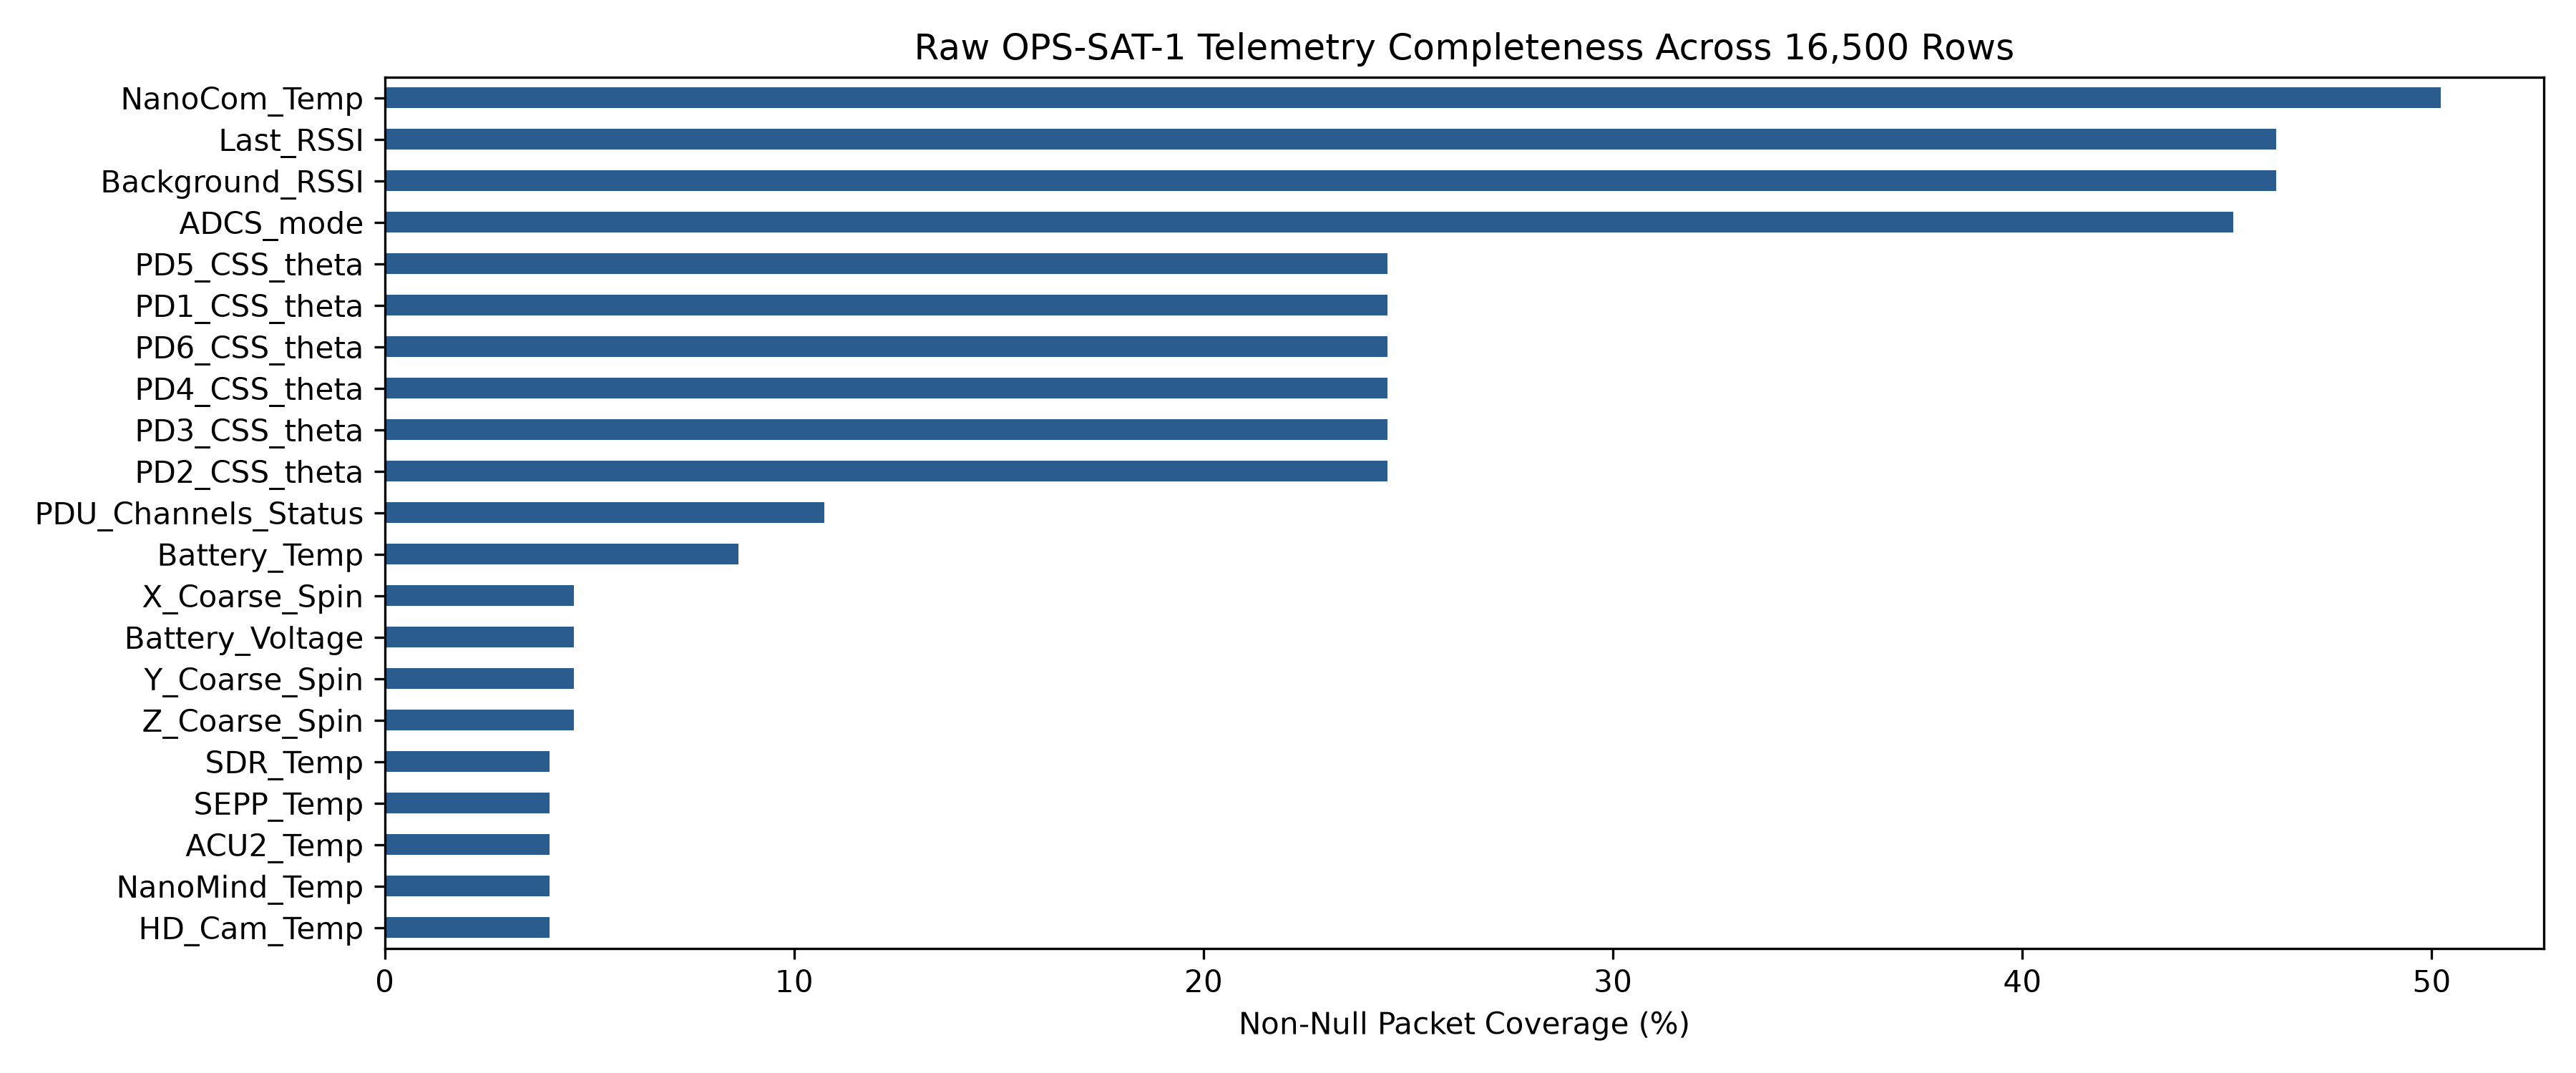 Raw OPS-SAT-1 Telemetry Completeness Across 16,500 Rows
NanoCom_Temp
Last_RSSI
Background_RSSI
ADCS_mode
PD5_CSS_theta
PD1_CSS_theta
PD6_CSS_theta
PD4_CSS_theta
PD3_CSS_theta
PD2_CSS_theta
PDU_Channels_Status
Battery_Temp
X_Coarse_Spin
Battery_Voltage
Y_Coarse_Spin
Z_Coarse_Spin
SDR_Temp
SEPP_Temp
ACU2_Temp
NanoMind_Temp
HD_Cam_Temp
0 10 20 30 40 50
Non-Null Packet Coverage (%)